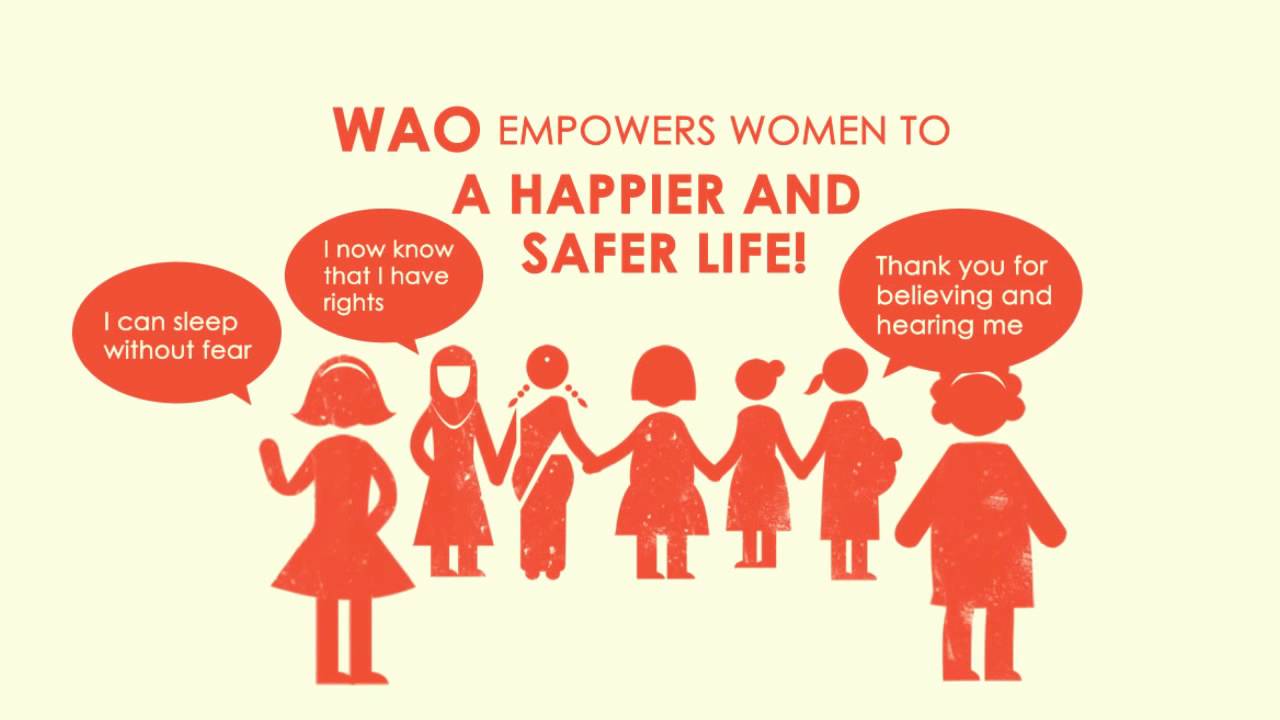 WAO EMPOWERS WOMEN TO
A HAPPIER AND
SAFER LIFE!
I can sleep
without fear
I now know
that I have
rights
Thank you for
believing and
hearing me